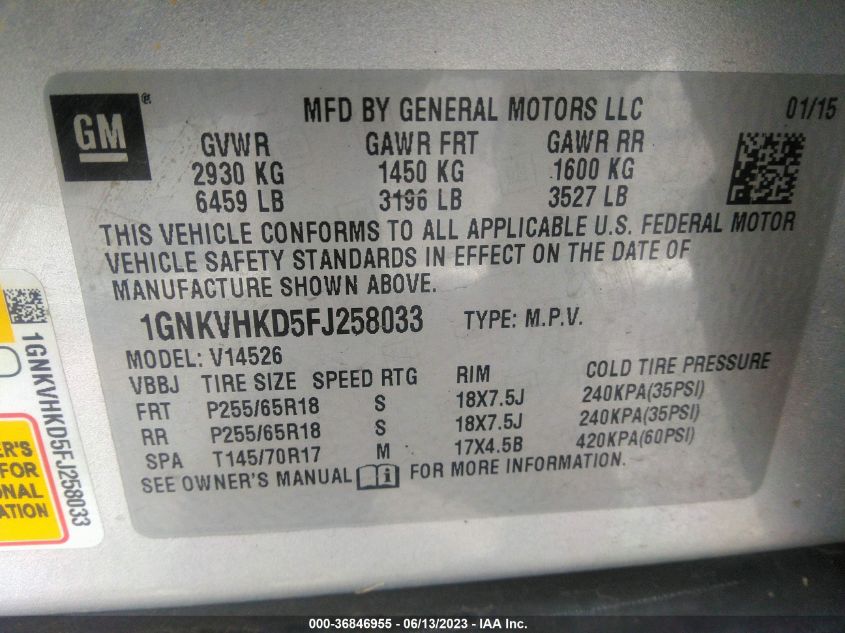 GM ®
MFD BY GENERAL MOTORS LLC 01/15
GVWR GAWR FRT GAWR RR
2930 KG 1450 KG 1600 KG
6459 LB 3196 LB 3527 LB
THIS VEHICLE CONFORMS TO ALL APPLICABLE U.S. FEDERAL MOTOR
VEHICLE SAFETY STANDARDS IN EFFECT ON THE DATE OF
MANUFACTURE SHOWN ABOVE.
1GNKVHKD5FJ258033 TYPE: M.P.V.
MODEL: V14526
VBBJ TIRE SIZE SPEED RTG RIM COLD TIRE PRESSURE
FRT P255/65R18 S 18X7.5J 240KPA(35PSI)
RR P255/65R18 S 18X7.5J 240KPA(35PSI)
SPA T145/70R17 M 17X4.5B 420KPA(60PSI)
SEE OWNER'S MANUAL i FOR MORE INFORMATION.
1GNKVHKD5FJ258033
ER'S
FOR
ONAL
ATION
000-36846955 - 06/13/2023 - IAA Inc.